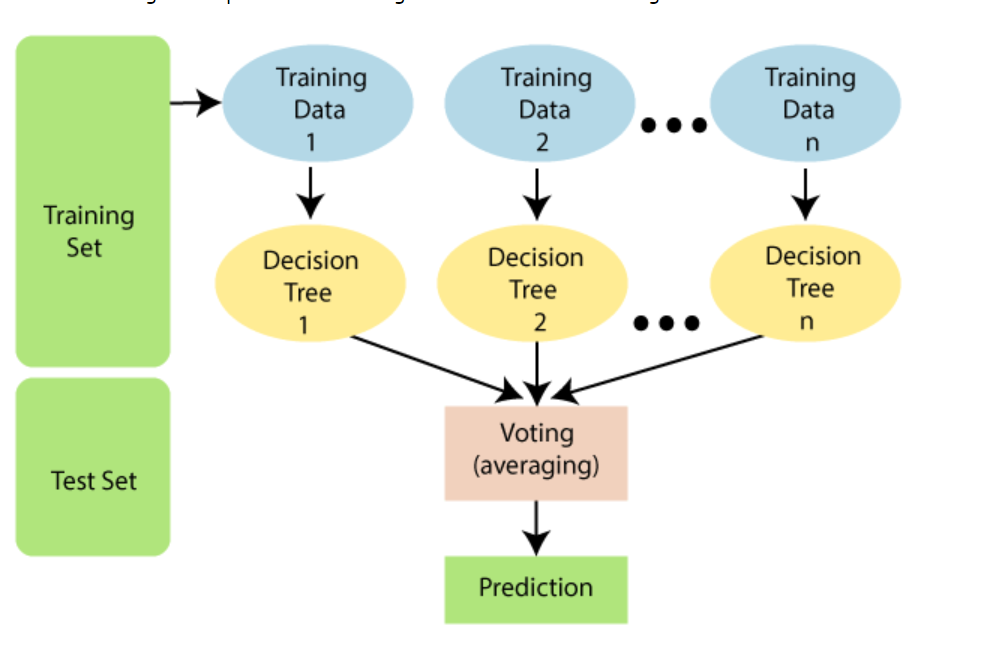 Training
Set
Test Set
Training
Data
1
Training
Data
2
Training
Data
n
Decision
Tree
1
Decision
Tree
2
Decision
Tree
n
Voting
(averaging)
Prediction